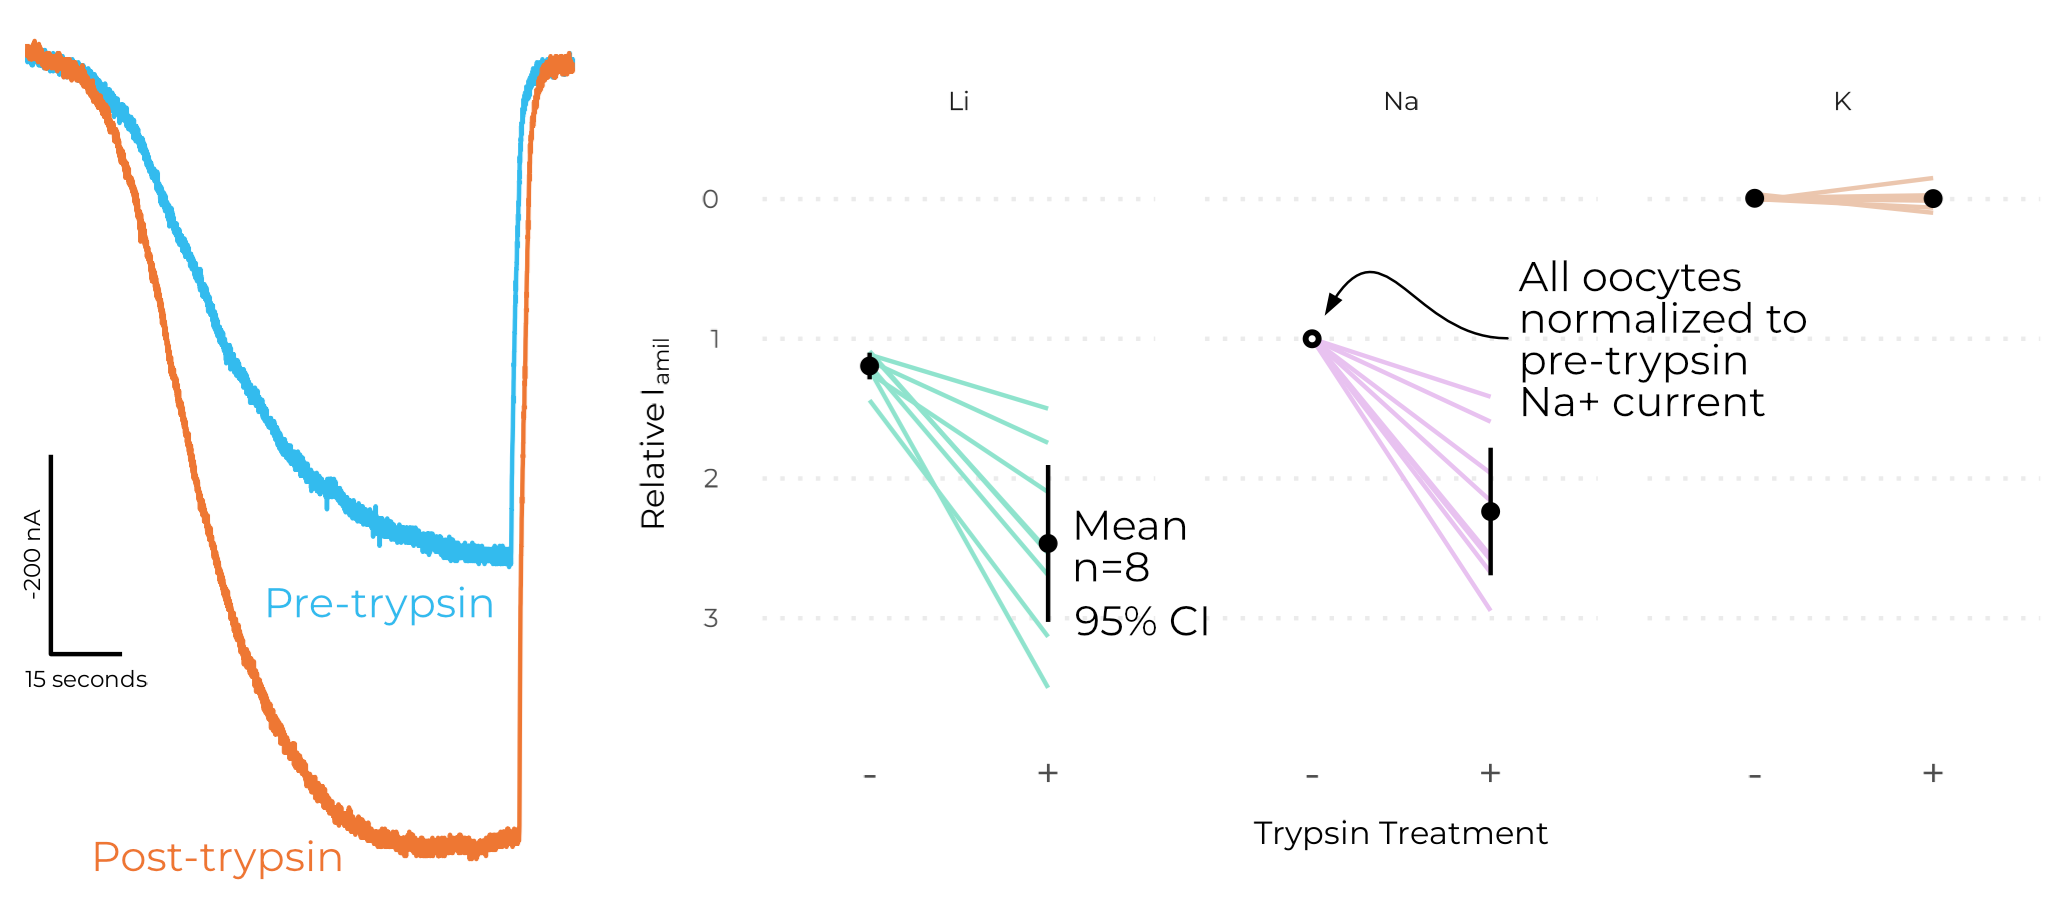 -200 nA
15 seconds
Pre-trypsin
Post-trypsin
Li
Na
K
0
1
2
3
Relative Iamil
All oocytes
normalized to
pre-trypsin
Na+ current
Mean
n=8
95% CI
- + - + - +
Trypsin Treatment